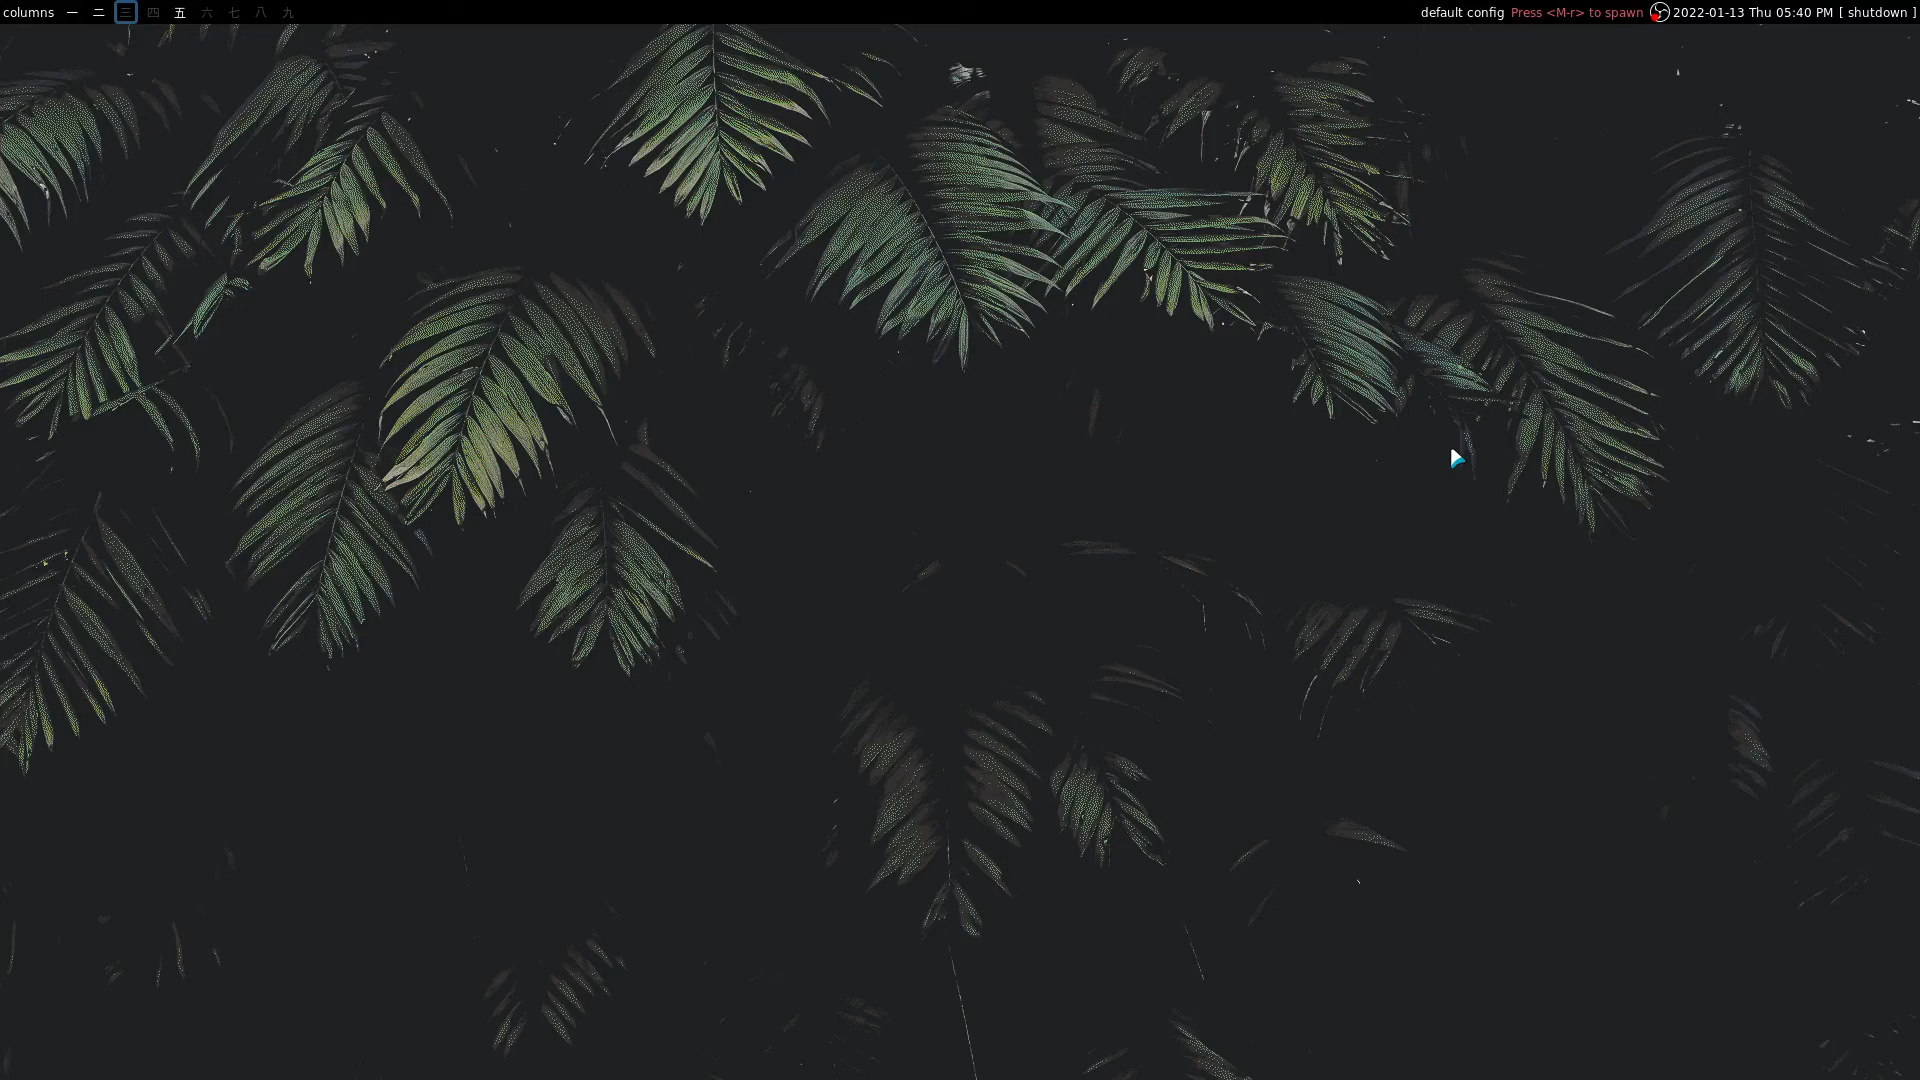 columns 一 二 三 四 五 六 七 八 九 default config Press <M-r> to spawn 2022-01-13 Thu 05:40 PM [ shutdown ]